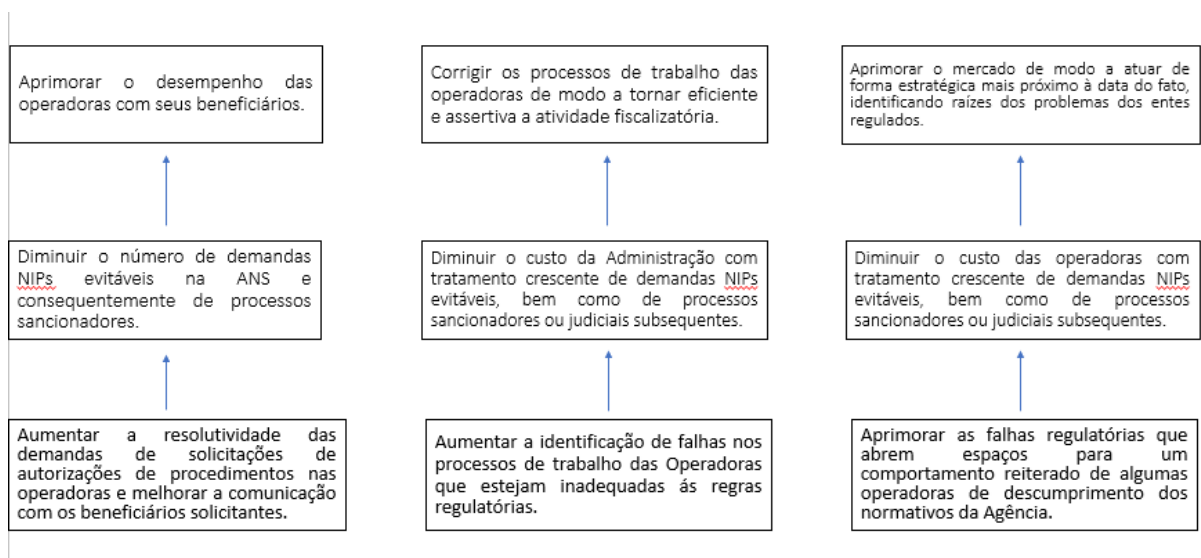 Aprimorar o desempenho das
operadoras com seus beneficiários.
Corrigir os processos de trabalho das
operadoras de modo a tornar eficiente
e assertiva a atividade fiscalizatória.
Aprimorar o mercado de modo a atuar de
forma estratégica mais próximo à data do fato,
identificando raízes dos problemas dos entes
regulados.
Diminuir o número de demandas
NIPs evitáveis na ANS e
consequentemente de processos
sancionadores.
Diminuir o custo da Administração com
tratamento crescente de demandas NIPs
evitáveis, bem como de processos
sancionadores ou judiciais subsequentes.
Diminuir o custo das operadoras com
tratamento crescente de demandas NIPs
evitáveis, bem como de processos
sancionadores ou judiciais subsequentes.
Aumentar a resolutividade das
demandas de solicitações de
autorizações de procedimentos nas
operadoras e melhorar a comunicação
com os beneficiários solicitantes.
Aumentar a identificação de falhas nos
processos de trabalho das Operadoras
que estejam inadequadas ás regras
regulatórias.
Aprimorar as falhas regulatórias que
abrem espaços para um
comportamento reiterado de algumas
operadoras de descumprimento dos
normativos da Agência.